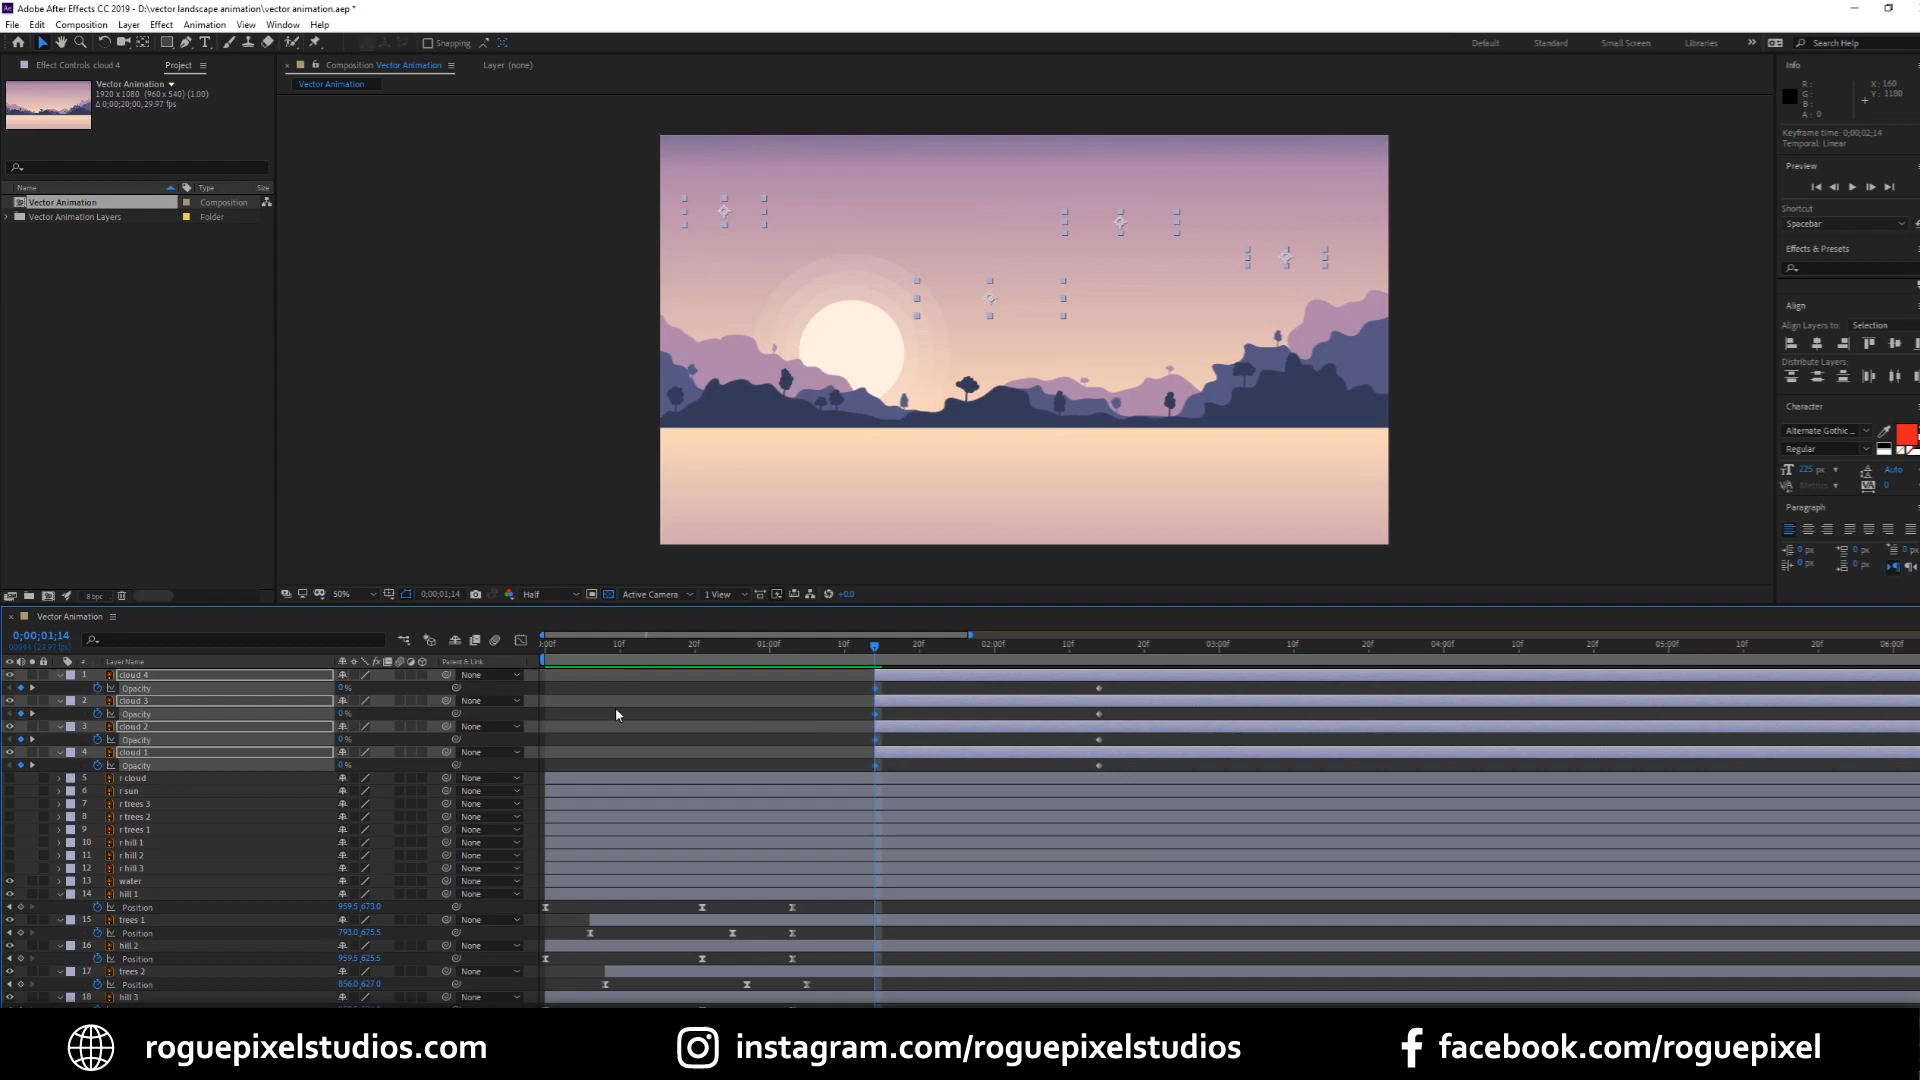 Adobe After Effects CC 2019 - D:\vector landscape animation\vector animation.aep *
File Edit Composition Layer Effect Animation View Window Help
Snapping
Default Standard Small Screen Libraries Search Help
Effect Controls cloud 4 Project
Composition Vector Animation Layer (none)
Vector Animation
Vector Animation
1920 x 1080 (960 x 540) (1.00)
Δ 0;00;20;00, 29.97 fps
Name Type Size
Vector Animation Composition
Vector Animation Layers Folder
8 bpc
Info
R :
G :
B :
A : 0
X : 160
Y : 1180
Keyframe time: 0;00;02;14
Temporal: Linear
Preview
Shortcut
Spacebar
Effects & Presets
Align
Align Layers to: Selection
Distribute Layers:
Character
Alternate Gothic ...
Regular
225 px Auto
Metrics 0
Paragraph
0 px 0 px 0 px
0 px 0 px
50% 0;00;01;14 Half Active Camera 1 View +0.0
Vector Animation
0;00;01;14
00044 (29.97 fps)
:00f 10f 20f 01:00f 10f 20f 02:00f 10f 20f 03:00f 10f 20f 04:00f 10f 20f 05:00f 10f 20f 06:00f
# Layer Name Parent & Link
1 cloud 4 None
Opacity 0 %
2 cloud 3 None
Opacity 0 %
3 cloud 2 None
Opacity 0 %
4 cloud 1 None
Opacity 0 %
5 r cloud None
6 r sun None
7 r trees 3 None
8 r trees 2 None
9 r trees 1 None
10 r hill 1 None
11 r hill 2 None
12 r hill 3 None
13 water None
14 hill 1 None
Position 959.5,673.0
15 trees 1 None
Position 793.0,675.5
16 hill 2 None
Position 959.5,625.5
17 trees 2 None
Position 856.0,627.0
18 hill 3 None
roguepixelstudios.com instagram.com/roguepixelstudios facebook.com/roguepixel